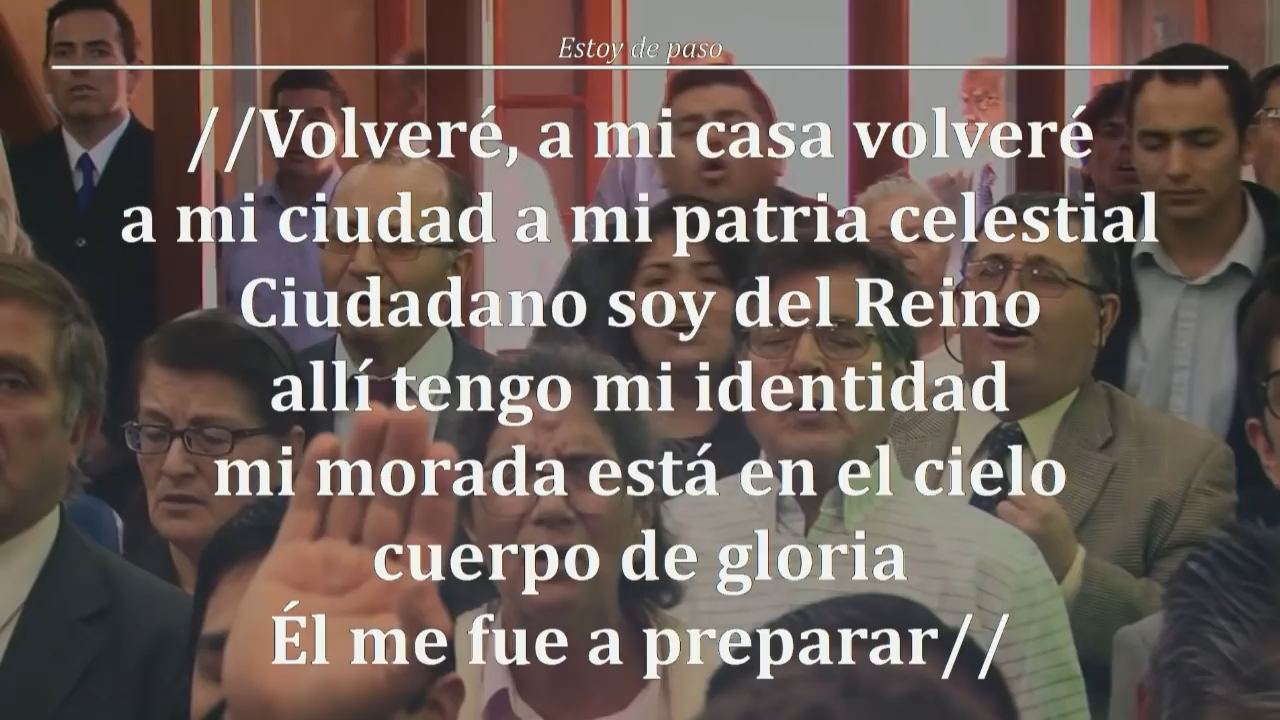 Estoy de paso
//Volveré, a mi casa volveré
a mi ciudad a mi patria celestial
Ciudadano soy del Reino
allí tengo mi identidad
mi morada está en el cielo
cuerpo de gloria
Él me fue a preparar//